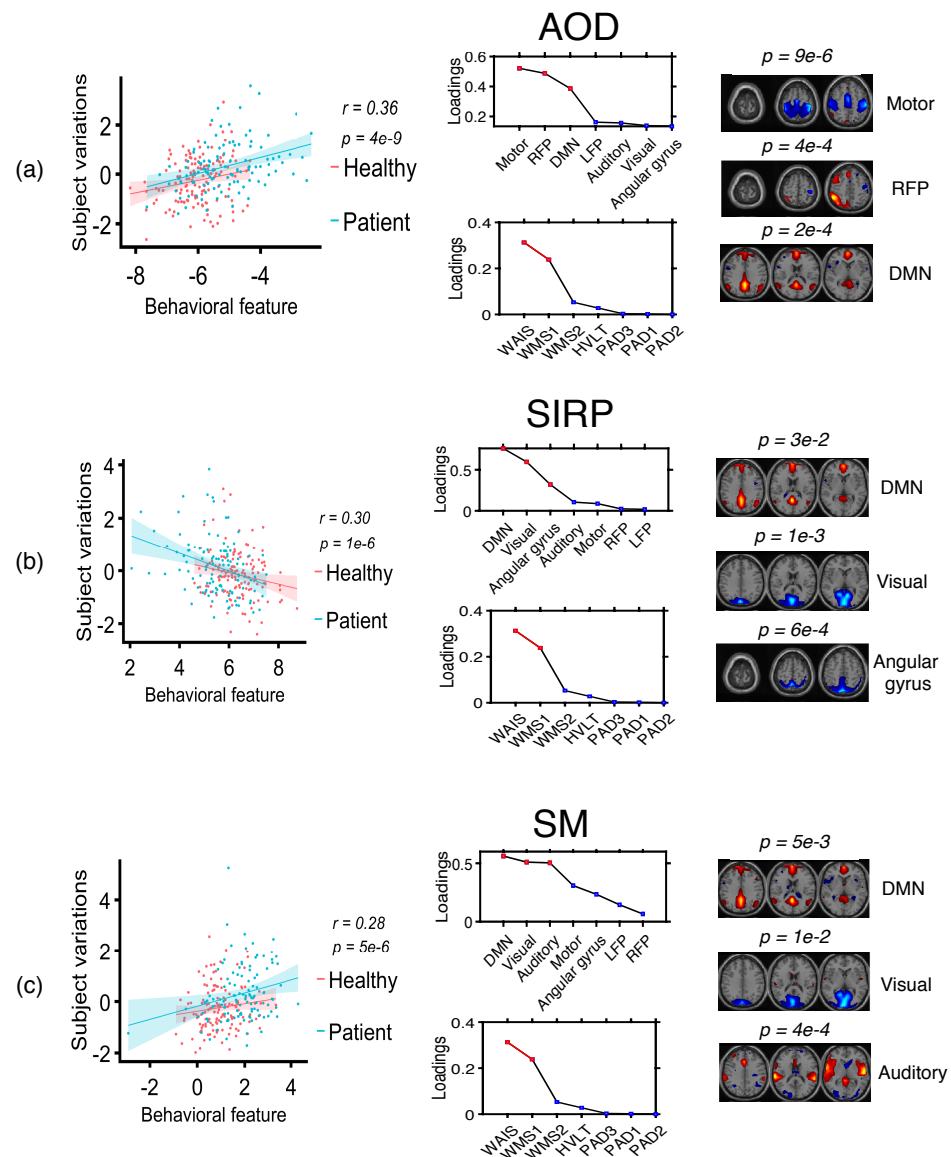 AOD
(a)
Subject variations
2
0
-2
-8
-6
-4
Behavioral feature
r = 0.36
p = 4e-9
Healthy
Patient
Loadings
0.6
0.4
0.2
Motor
RFP
DMN
LFP
Auditory
Visual
Angular gyrus
Loadings
0.4
0.2
0
WAIS
WMS1
WMS2
HVLT
PAD3
PAD1
PAD2
p = 9e-6
Motor
p = 4e-4
RFP
p = 2e-4
DMN
SIRP
(b)
Subject variations
4
2
0
-2
2
4
6
8
Behavioral feature
r = 0.30
p = 1e-6
Healthy
Patient
Loadings
0.5
0
DMN
Visual
Angular gyrus
Auditory
Motor
RFP
LFP
Loadings
0.4
0.2
0
WAIS
WMS1
WMS2
HVLT
PAD3
PAD1
PAD2
p = 3e-2
DMN
p = 1e-3
Visual
p = 6e-4
Angular
gyrus
SM
(c)
Subject variations
4
2
0
-2
-2
0
2
4
Behavioral feature
r = 0.28
p = 5e-6
Healthy
Patient
Loadings
0.5
0
DMN
Visual
Auditory
Motor
Angular gyrus
LFP
RFP
Loadings
0.4
0.2
0
WAIS
WMS1
WMS2
HVLT
PAD3
PAD1
PAD2
p = 5e-3
DMN
p = 1e-2
Visual
p = 4e-4
Auditory